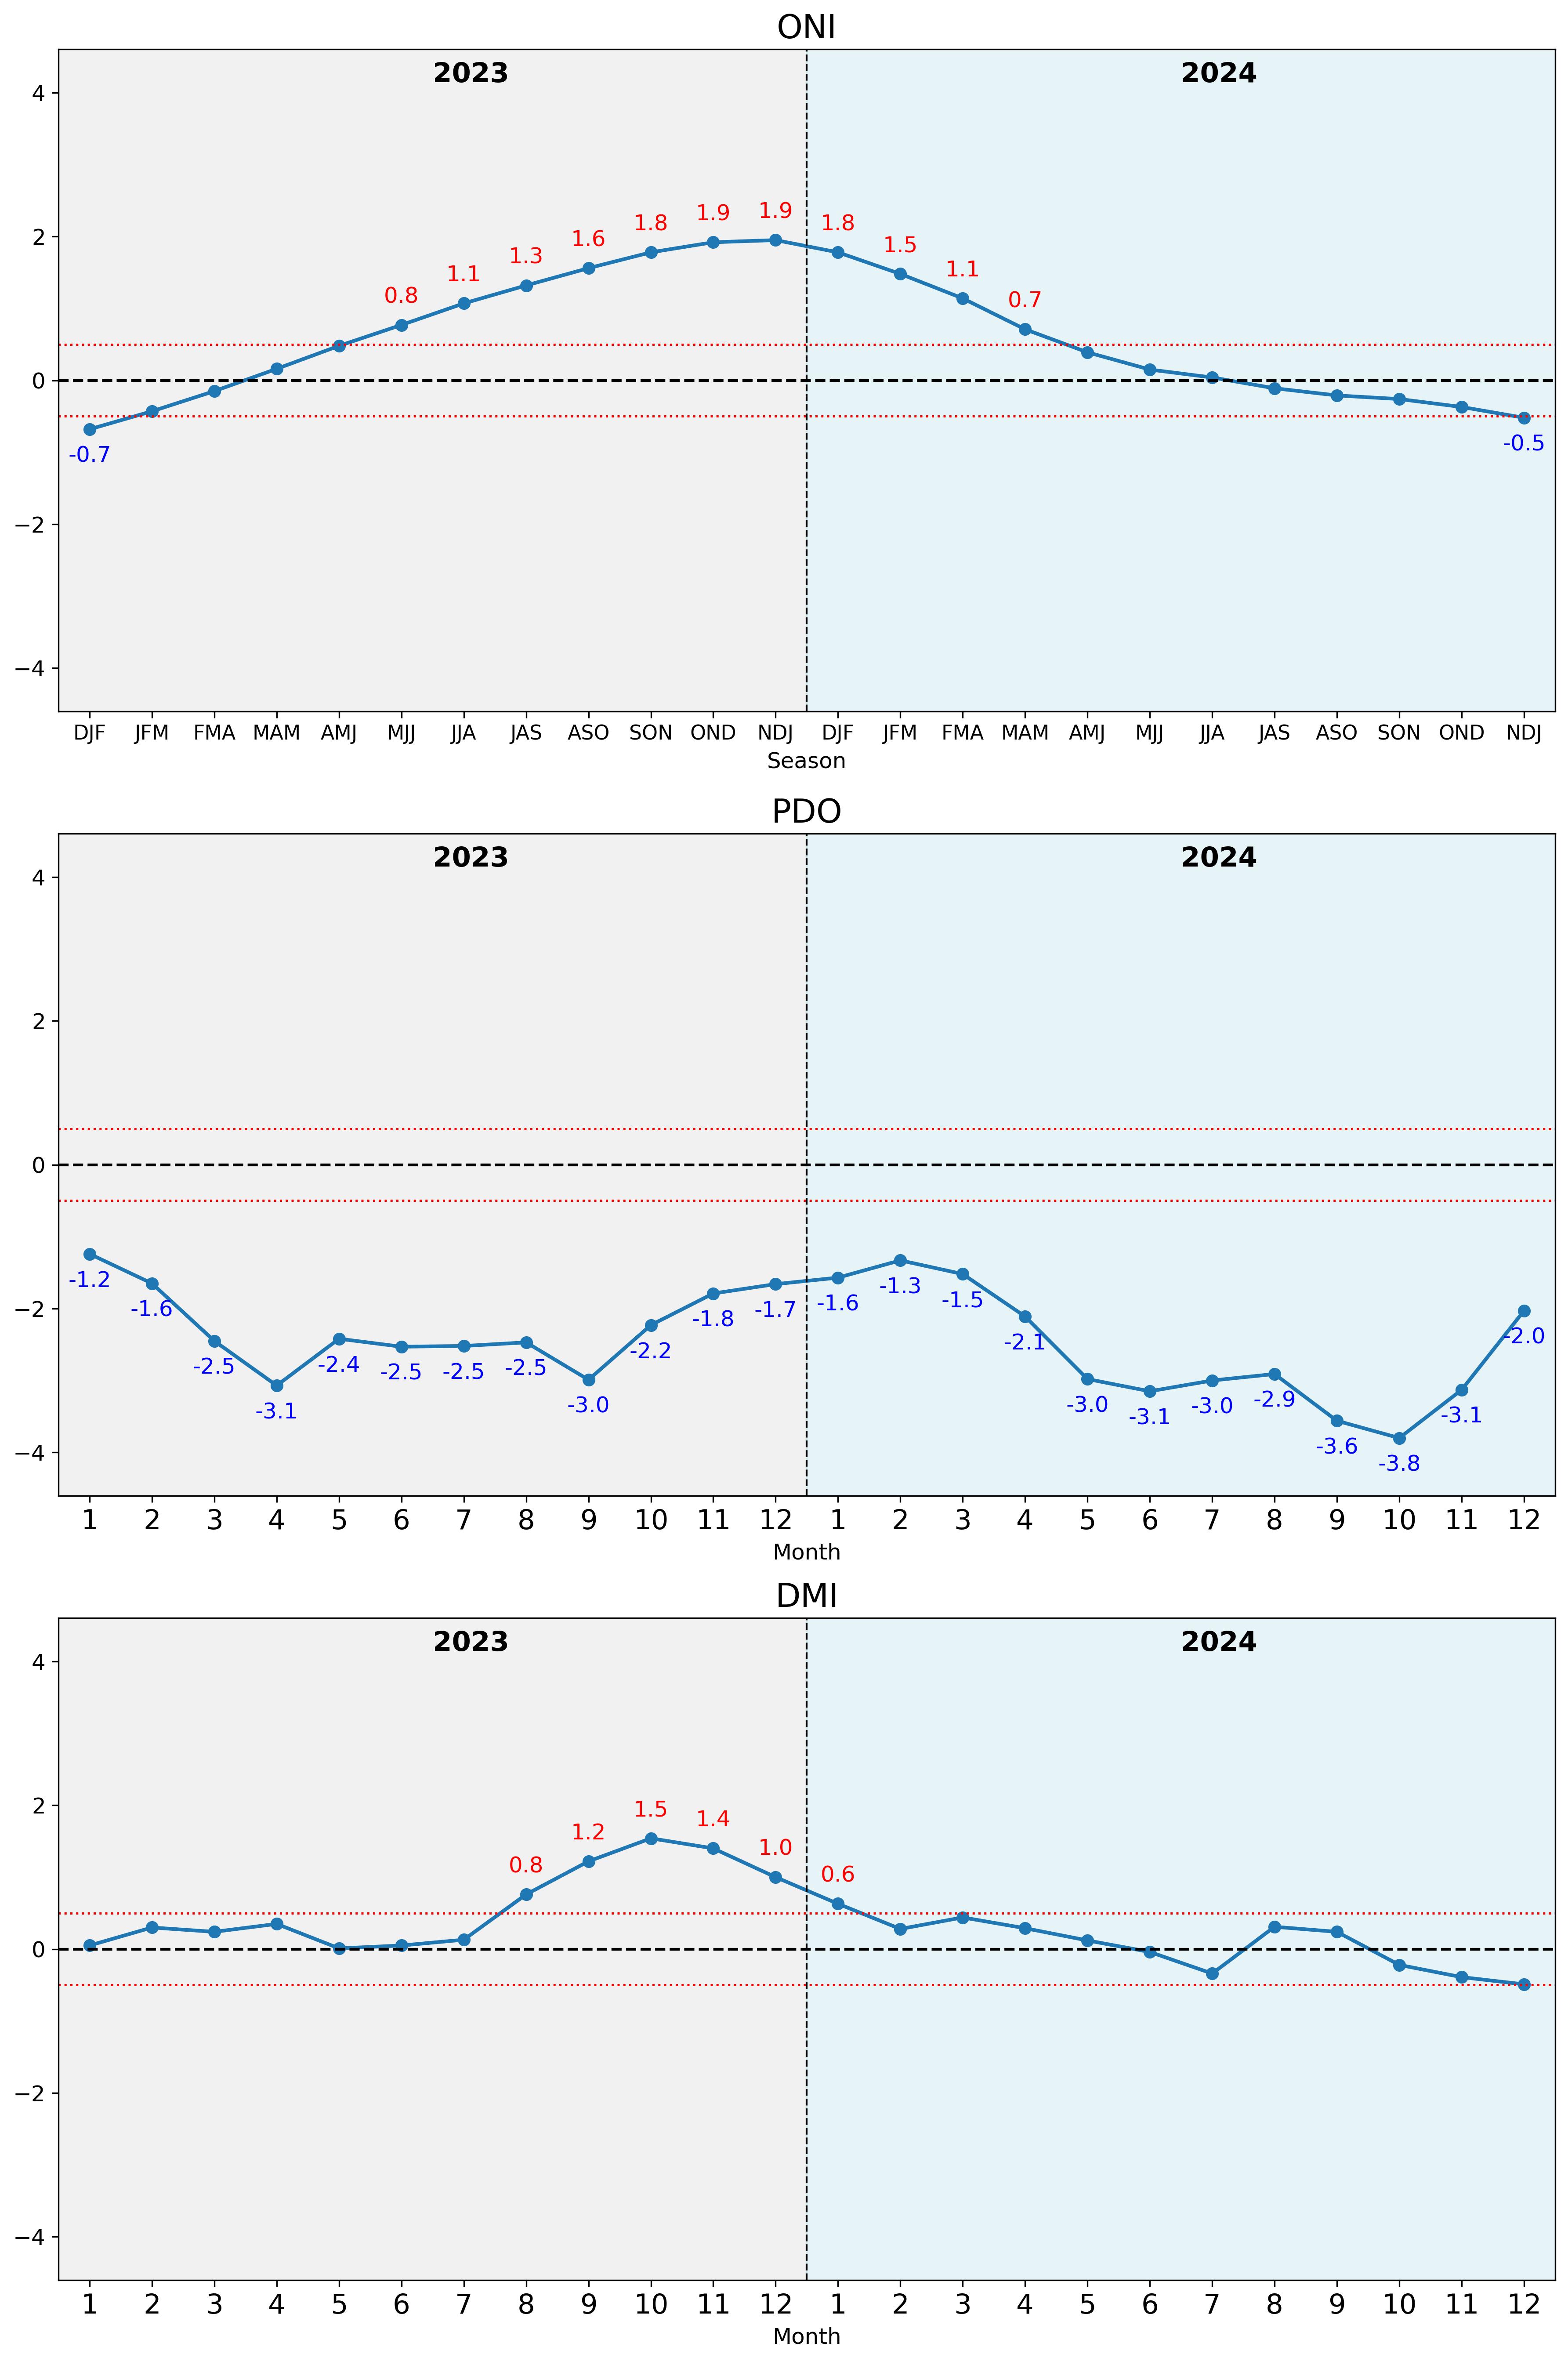 ONI
2023 2024
4
2
0
−2
−4
1.9 1.9
1.8 1.8
1.6 1.5
1.3
1.1 1.1
0.8 0.7
-0.7 -0.5
DJF JFM FMA MAM AMJ MJJ JJA JAS ASO SON OND NDJ DJF JFM FMA MAM AMJ MJJ JJA JAS ASO SON OND NDJ
Season
PDO
2023 2024
4
2
0
−2
−4
-1.2 -1.6 -2.5 -3.1 -2.4 -2.5 -2.5 -2.5 -3.0 -2.2 -1.8 -1.7 -1.6 -1.3 -1.5 -2.1 -3.0 -3.1 -3.0 -2.9 -3.6 -3.8 -3.1 -2.0
1 2 3 4 5 6 7 8 9 10 11 12 1 2 3 4 5 6 7 8 9 10 11 12
Month
DMI
2023 2024
4
2
0
−2
−4
0.8 1.2 1.5 1.4 1.0 0.6
1 2 3 4 5 6 7 8 9 10 11 12 1 2 3 4 5 6 7 8 9 10 11 12
Month